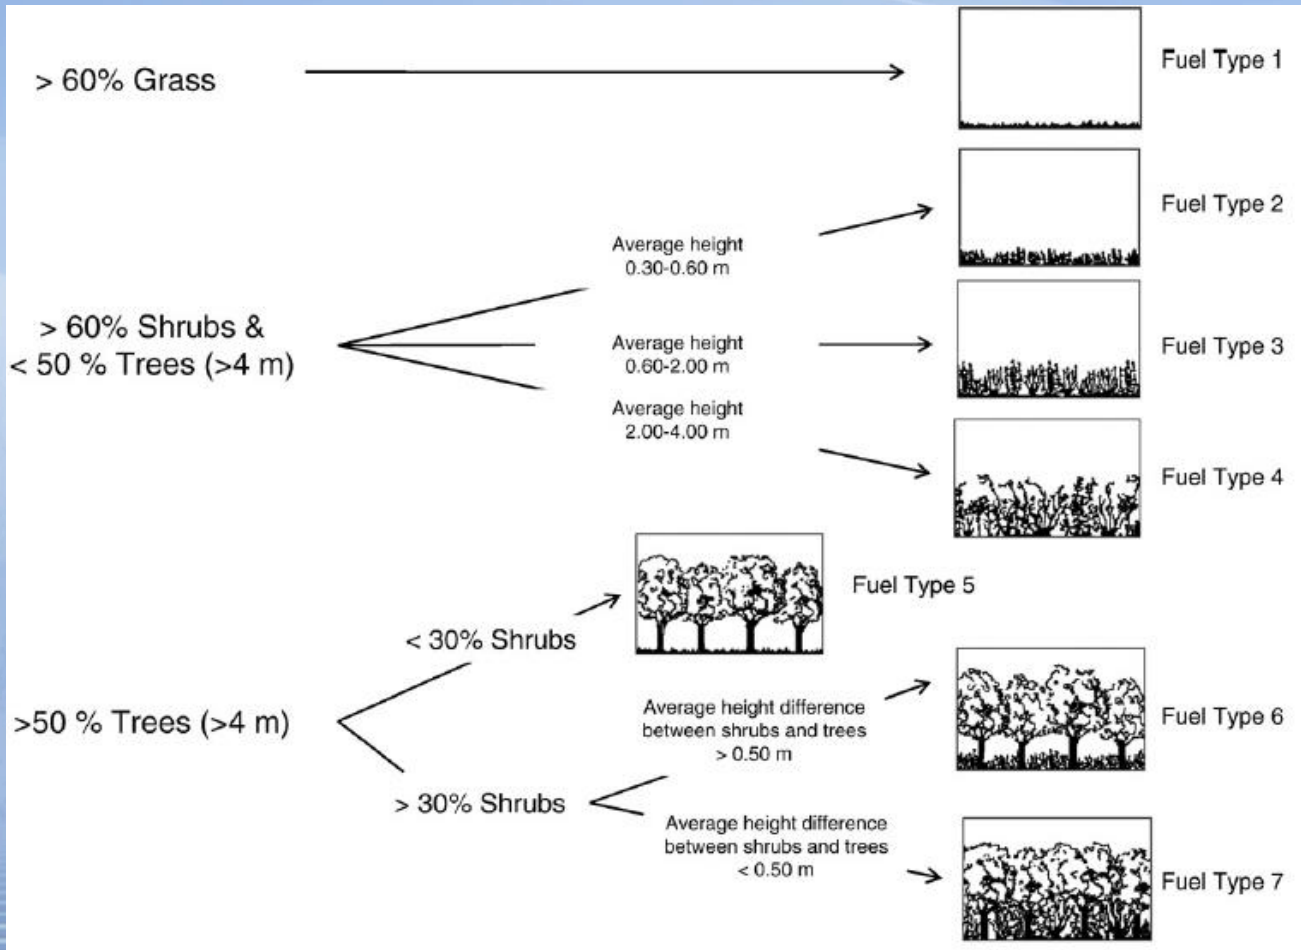 > 60% Grass
Fuel Type 1
Fuel Type 2
Average height
0.30-0.60 m
> 60% Shrubs &
< 50 % Trees (>4 m)
Average height
0.60-2.00 m
Fuel Type 3
Average height
2.00-4.00 m
Fuel Type 4
Fuel Type 5
< 30% Shrubs
>50 % Trees (>4 m)
Average height difference
between shrubs and trees
> 0.50 m
Fuel Type 6
> 30% Shrubs
Average height difference
between shrubs and trees
< 0.50 m
Fuel Type 7